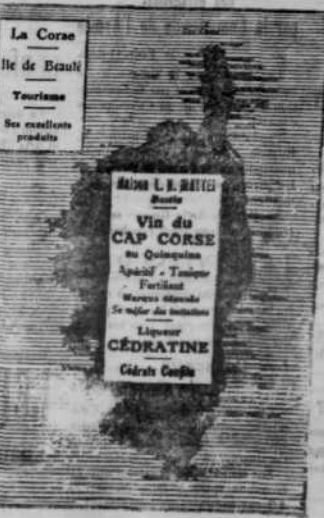 La Corse
Ile de Beauté
Tourisme
Ses excellents
produits
Maison L. N. MATTEI
Bastia
Vin du
CAP CORSE
au Quinquina
Apéritif - Tonique
Fortifiant
Marque déposée
Se méfier des imitations
Liqueur
CÉDRATINE
Cédrats Confits